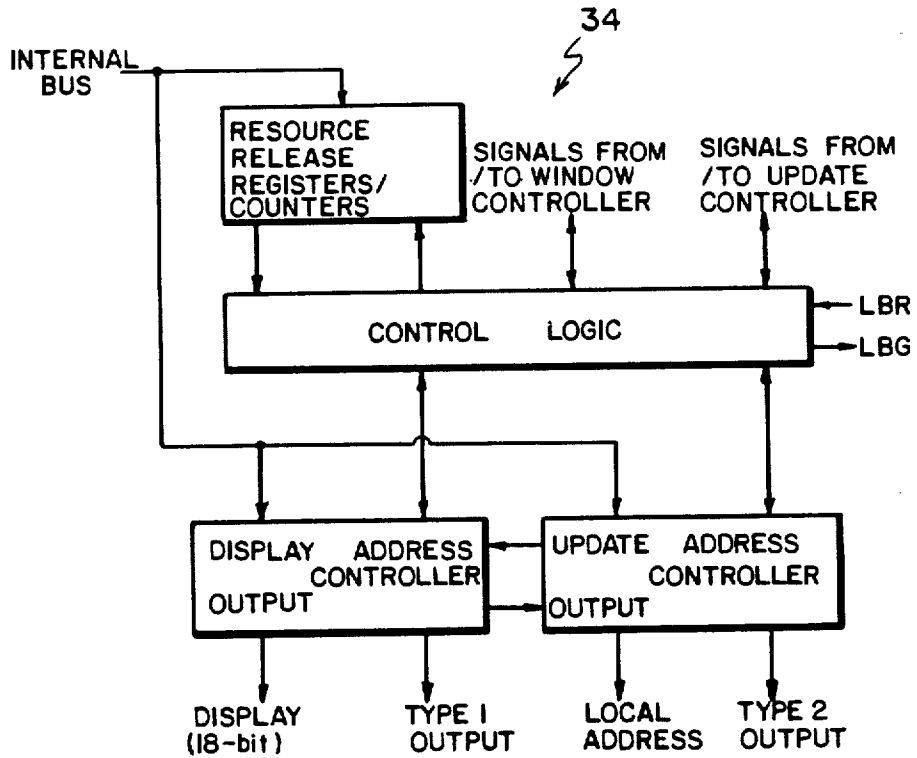 34
INTERNAL
BUS
RESOURCE
RELEASE
REGISTERS/
COUNTERS
SIGNALS FROM
/TO WINDOW
CONTROLLER
SIGNALS FROM
/TO UPDATE
CONTROLLER
CONTROL LOGIC
LBR
LBG
DISPLAY ADDRESS
CONTROLLER
OUTPUT
UPDATE ADDRESS
CONTROLLER
OUTPUT
DISPLAY
(18-bit)
TYPE 1
OUTPUT
LOCAL
ADDRESS
TYPE 2
OUTPUT